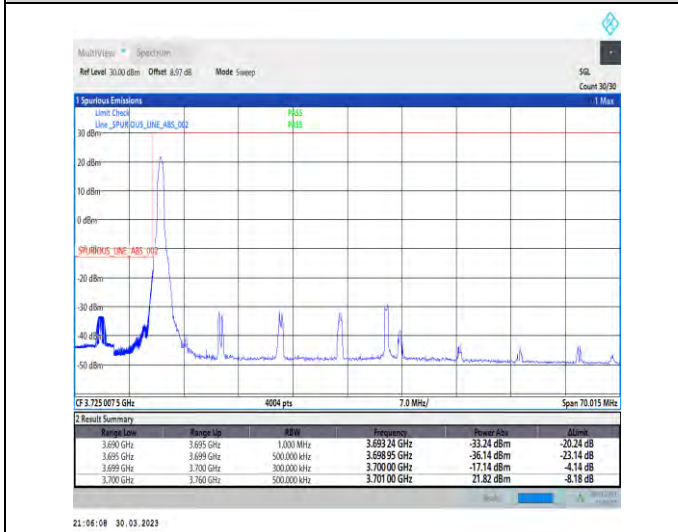 MultiView Spectrum
Ref Level 30.00 dBm Offset 8.97 dB Mode Sweep SGL
Count 30/30
1 Spurious Emissions 1 Max
Limit Check PASS
Line _SPURIOUS_LINE_ABS_002 PASS
30 dBm
20 dBm
10 dBm
0 dBm
_SPURIOUS_LINE_ABS_002
-20 dBm
-30 dBm
-40 dBm
-50 dBm
CF 3.725 007 5 GHz 4004 pts 7.0 MHz/ Span 70.015 MHz
2 Result Summary
Range Low Range Up RBW Frequency Power Abs ΔLimit
3.690 GHz 3.695 GHz 1.000 MHz 3.693 24 GHz -33.24 dBm -20.24 dB
3.695 GHz 3.699 GHz 500.000 kHz 3.698 95 GHz -36.14 dBm -23.14 dB
3.699 GHz 3.700 GHz 300.000 kHz 3.700 00 GHz -17.14 dBm -4.14 dB
3.700 GHz 3.760 GHz 500.000 kHz 3.701 00 GHz 21.82 dBm -8.18 dB
Ready
21:06:08 30.03.2023